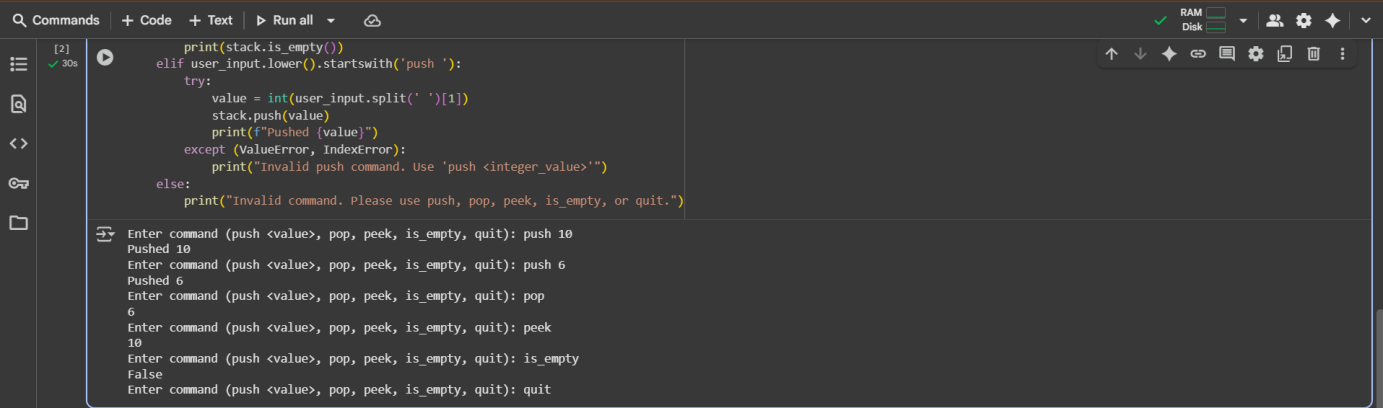 Commands + Code + Text Run all
RAM
Disk
[2]
30s
print(stack.is_empty())
elif user_input.lower().startswith('push '):
try:
value = int(user_input.split(' ')[1])
stack.push(value)
print(f"Pushed {value}")
except (ValueError, IndexError):
print("Invalid push command. Use 'push <integer_value>'")
else:
print("Invalid command. Please use push, pop, peek, is_empty, or quit.")
Enter command (push <value>, pop, peek, is_empty, quit): push 10
Pushed 10
Enter command (push <value>, pop, peek, is_empty, quit): push 6
Pushed 6
Enter command (push <value>, pop, peek, is_empty, quit): pop
6
Enter command (push <value>, pop, peek, is_empty, quit): peek
10
Enter command (push <value>, pop, peek, is_empty, quit): is_empty
False
Enter command (push <value>, pop, peek, is_empty, quit): quit